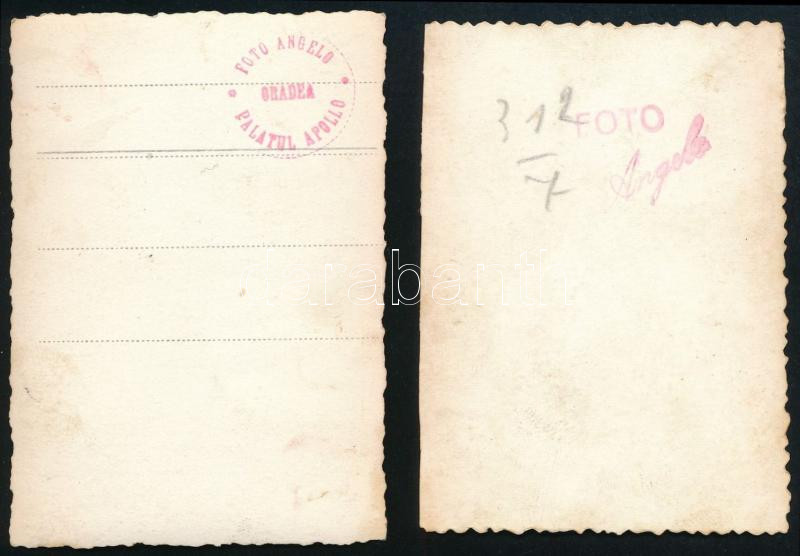 FOTO ANGELO
ORADEA
PALATUL APOLLO
312
7
FOTO
Angelo
darabanth